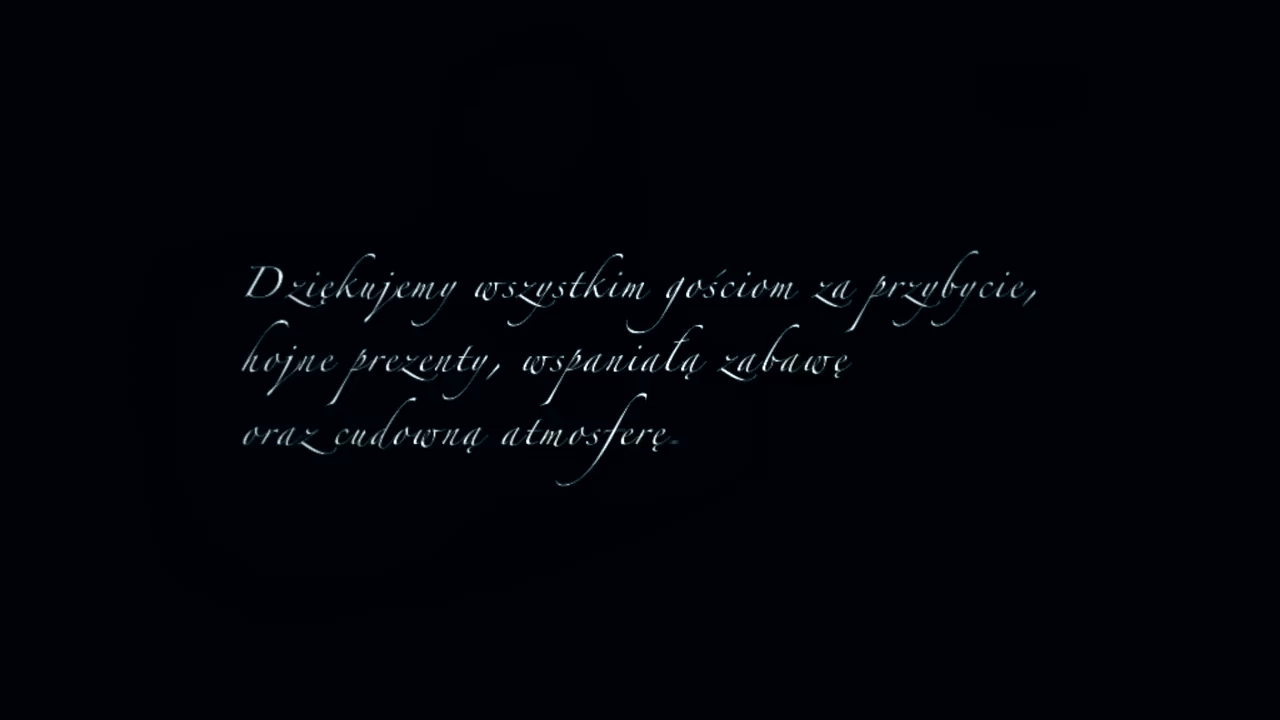 Dziękujemy wszystkim gościom za przybycie,
hojne prezenty, wspaniałą zabawę
oraz cudowną atmosferę.